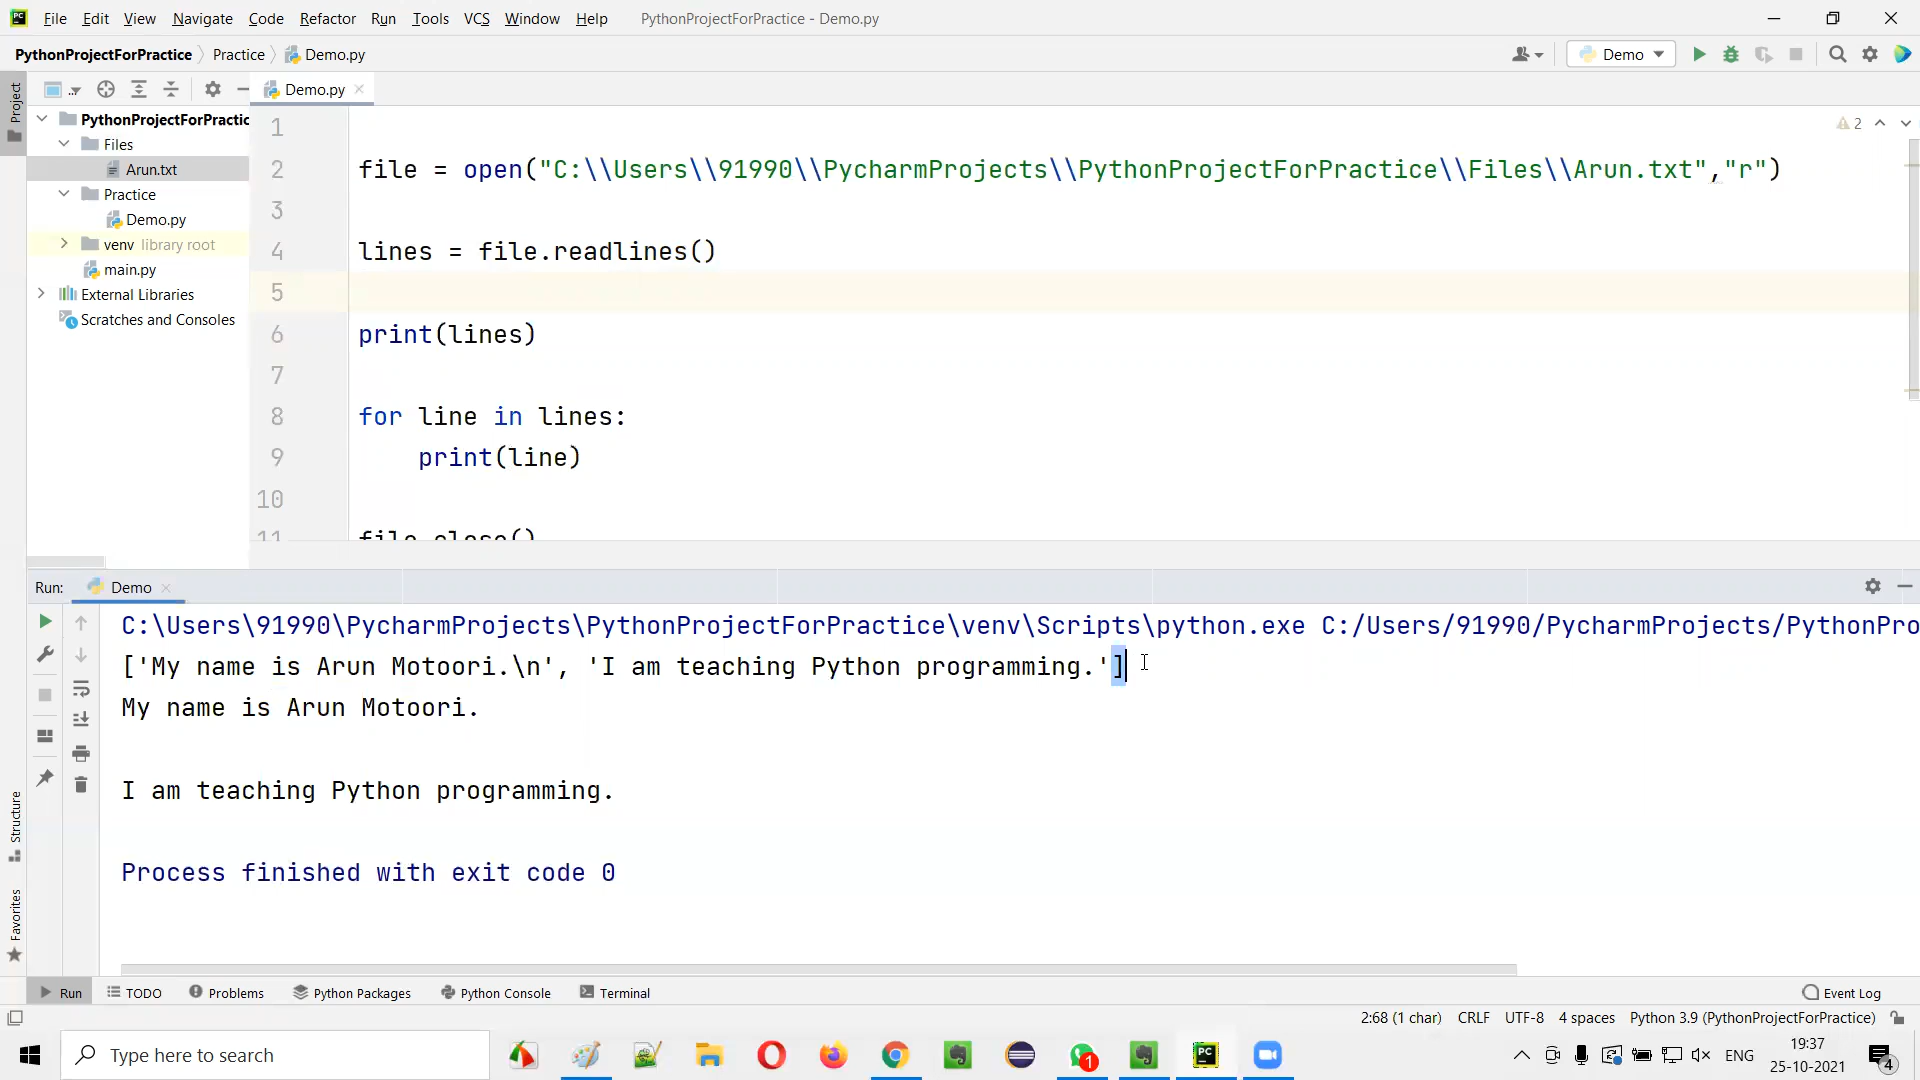 File Edit View Navigate Code Refactor Run Tools VCS Window Help PythonProjectForPractice - Demo.py
PythonProjectForPractice Practice Demo.py Demo
Project
Demo.py
PythonProjectForPractic
Files
Arun.txt
Practice
Demo.py
venv library root
main.py
External Libraries
Scratches and Consoles
2
1
2 file = open("C:\\Users\\91990\\PycharmProjects\\PythonProjectForPractice\\Files\\Arun.txt","r")
3
4 lines = file.readlines()
5
6 print(lines)
7
8 for line in lines:
9 print(line)
10
11 file.close()
Run: Demo
C:\Users\91990\PycharmProjects\PythonProjectForPractice\venv\Scripts\python.exe C:/Users/91990/PycharmProjects/PythonPro
['My name is Arun Motoori.\n', 'I am teaching Python programming.']
My name is Arun Motoori.
I am teaching Python programming.
Process finished with exit code 0
Structure
Favorites
Run TODO Problems Python Packages Python Console Terminal Event Log
2:68 (1 char) CRLF UTF-8 4 spaces Python 3.9 (PythonProjectForPractice)
Type here to search
PC
1
ENG
19:37
25-10-2021
4